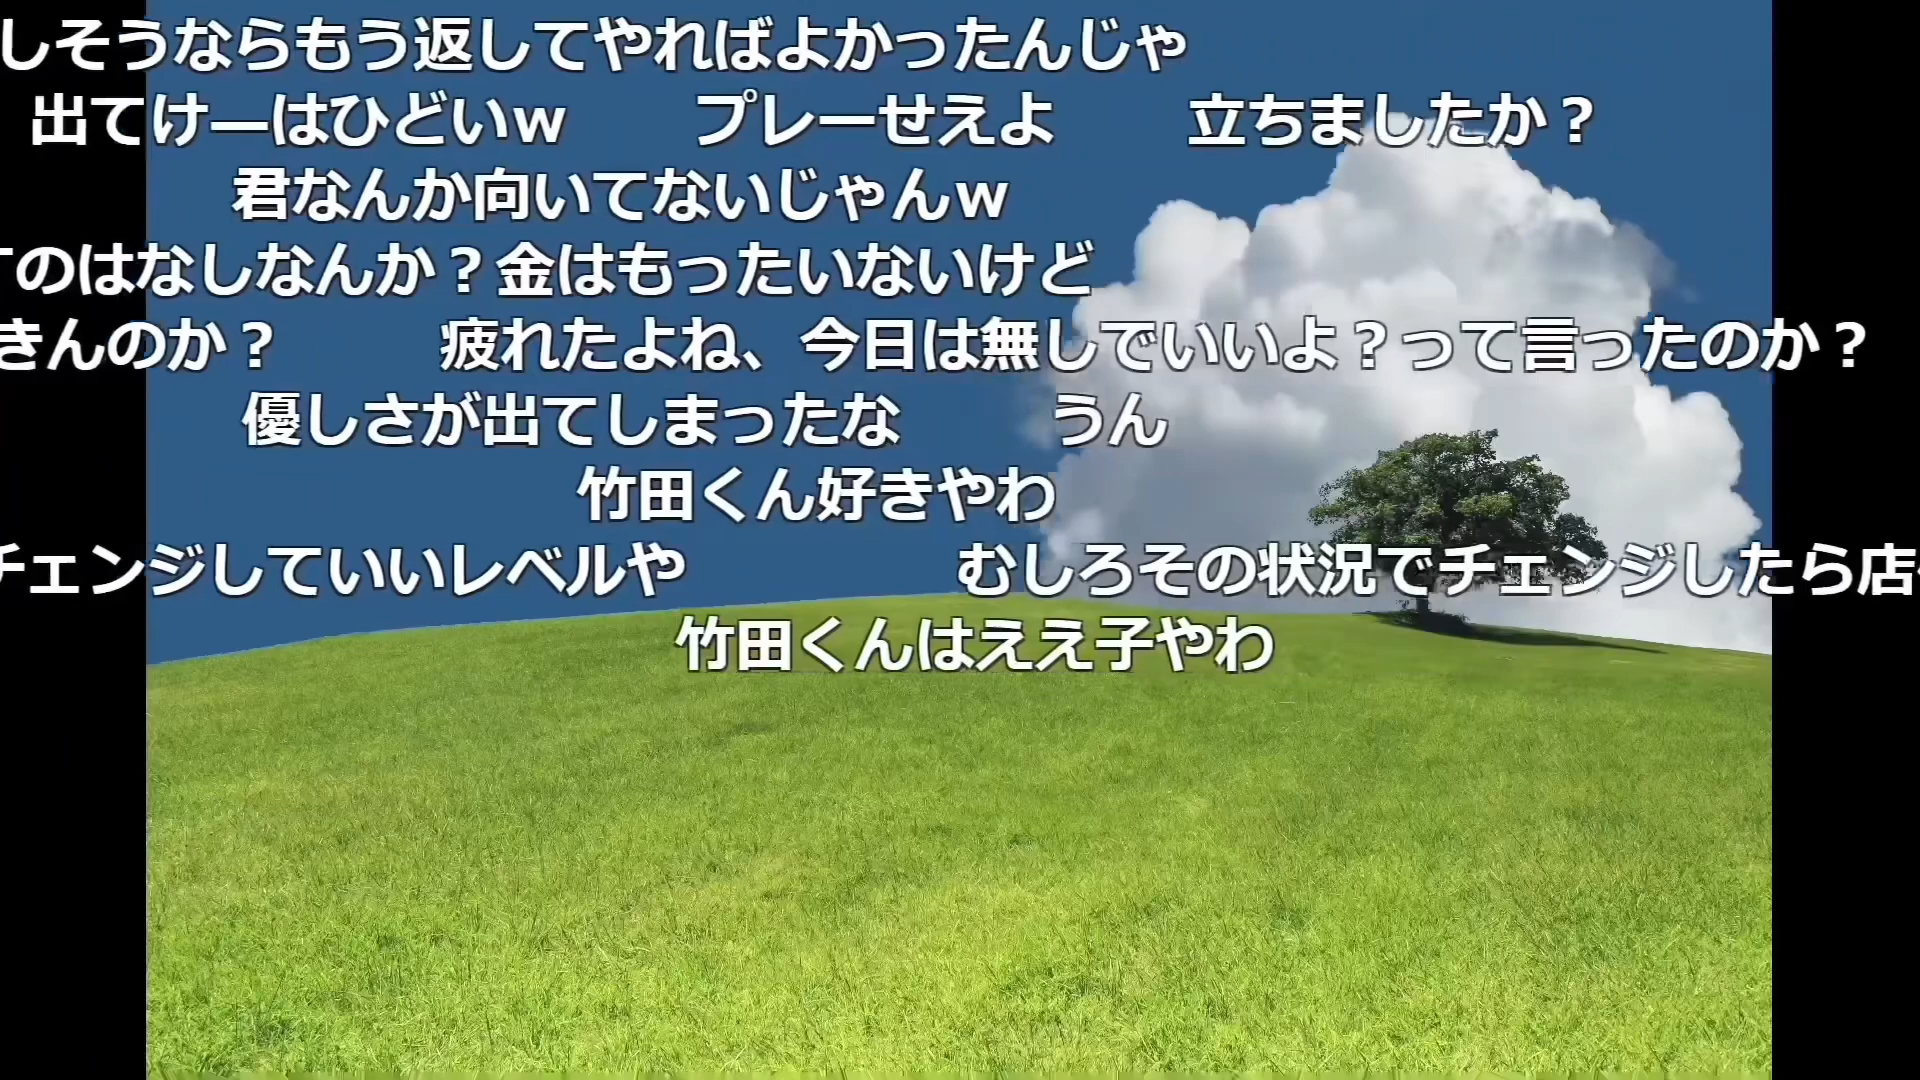 しそうならもう返してやればよかったんじゃ
出てけ―はひどいｗ　プレーせえよ　立ちましたか？
君なんか向いてないじゃんｗ
すのはなしなんか？金はもったいないけど
きんのか？　疲れたよね、今日は無しでいいよ？って言ったのか？
優しさが出てしまったな　うん
竹田くん好きやわ
チェンジしていいレベルや　むしろその状況でチェンジしたら店
竹田くんはええ子やわ